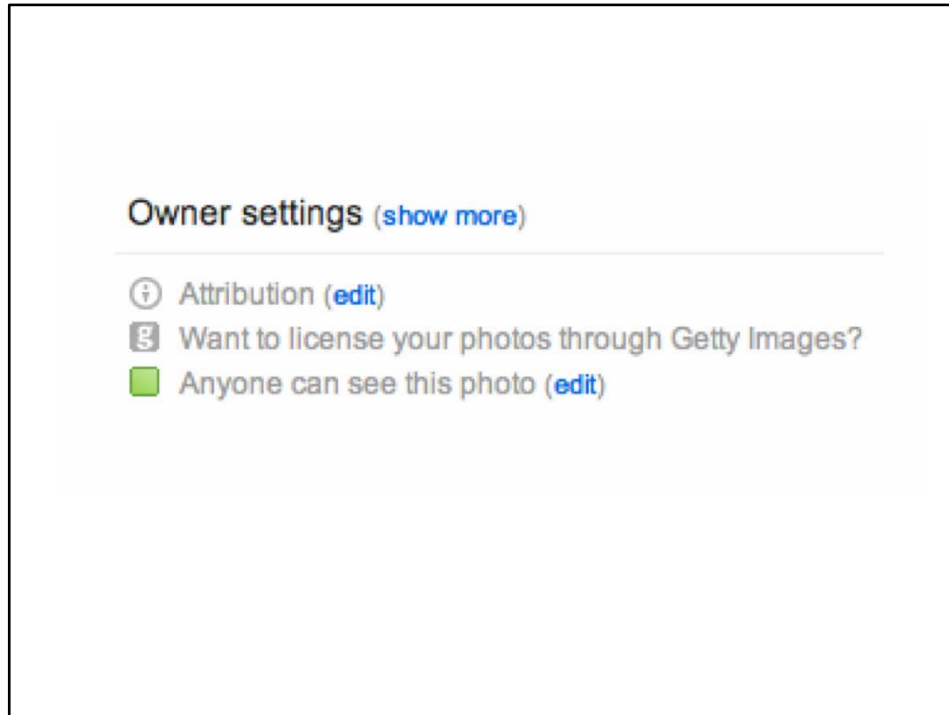 Owner settings (show more)
Attribution (edit)
g Want to license your photos through Getty Images?
Anyone can see this photo (edit)